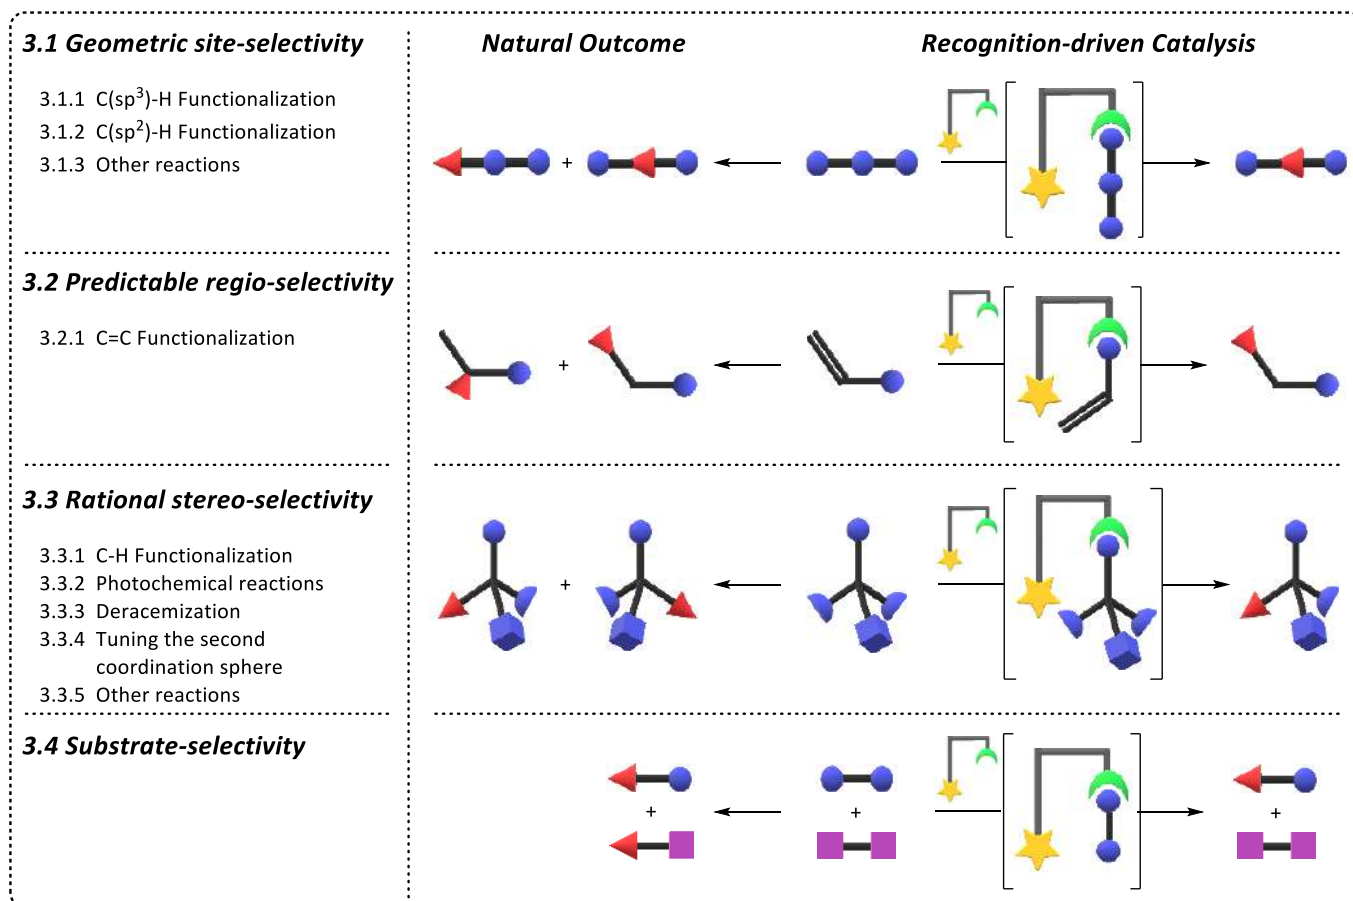 3.1 Geometric site-selectivity
Natural Outcome
Recognition-driven Catalysis
3.1.1 C(sp³)-H Functionalization
3.1.2 C(sp²)-H Functionalization
3.1.3 Other reactions
+
3.2 Predictable regio-selectivity
3.2.1 C=C Functionalization
+
3.3 Rational stereo-selectivity
3.3.1 C-H Functionalization
3.3.2 Photochemical reactions
3.3.3 Deracemization
3.3.4 Tuning the second
coordination sphere
3.3.5 Other reactions
+
3.4 Substrate-selectivity
+
+
+